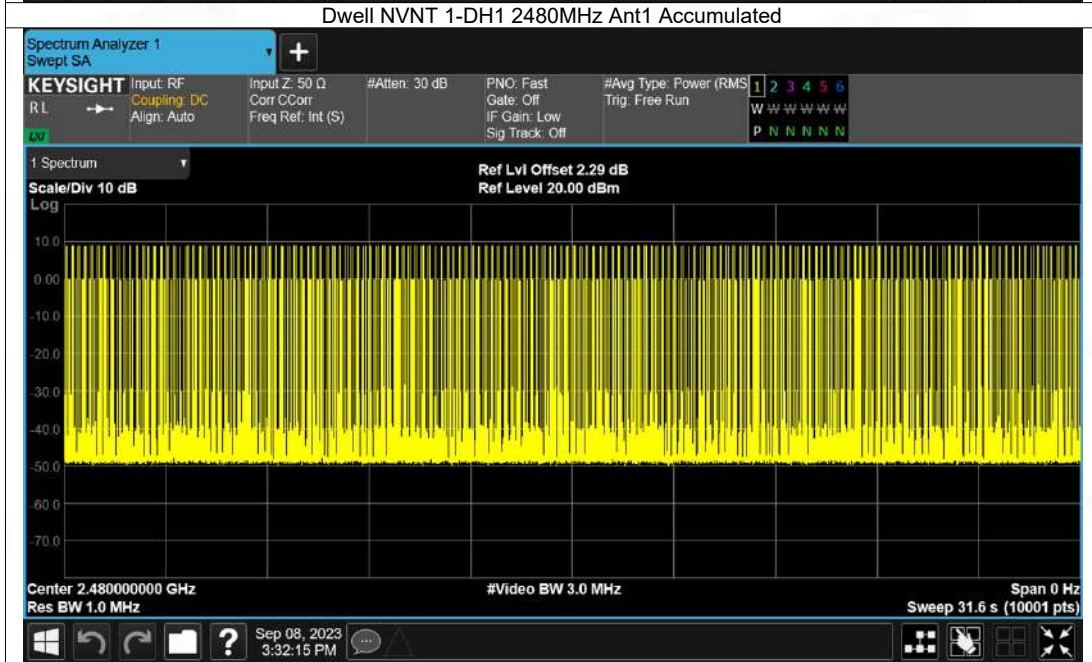 Dwell NVNT 1-DH1 2480MHz Ant1 Accumulated
Spectrum Analyzer 1
Swept SA
+
KEYSIGHT
R L
LXI
Input: RF
Coupling: DC
Align: Auto
Input Z: 50 Ω
Corr CCorr
Freq Ref: Int (S)
#Atten: 30 dB
PNO: Fast
Gate: Off
IF Gain: Low
Sig Track: Off
#Avg Type: Power (RMS
Trig: Free Run
1 2 3 4 5 6
W W W W W W
P N N N N N
1 Spectrum
Scale/Div 10 dB
Ref Lvl Offset 2.29 dB
Ref Level 20.00 dBm
Log
10.0
0.00
-10.0
-20.0
-30.0
-40.0
-50.0
-60.0
-70.0
Center 2.480000000 GHz
Res BW 1.0 MHz
#Video BW 3.0 MHz
Span 0 Hz
Sweep 31.6 s (10001 pts)
?
Sep 08, 2023
3:32:15 PM